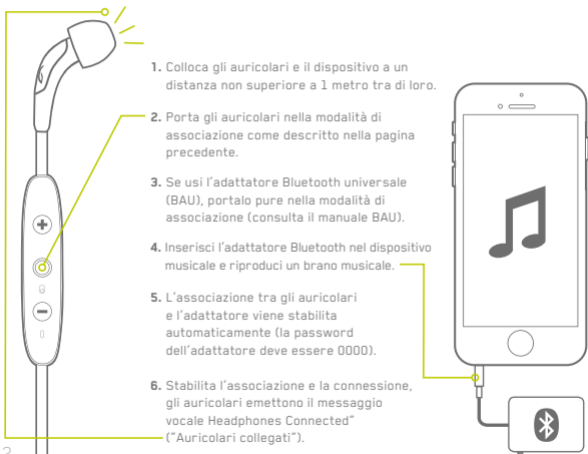 1. Colloca gli auricolari e il dispositivo a un
distanza non superiore a 1 metro tra di loro.
2. Porta gli auricolari nella modalità di
associazione come descritto nella pagina
precedente.
3. Se usi l'adattatore Bluetooth universale
(BAU), portalo pure nella modalità di
associazione (consulta il manuale BAU).
4. Inserisci l'adattatore Bluetooth nel dispositivo
musicale e riproduci un brano musicale.
5. L'associazione tra gli auricolari
e l'adattatore viene stabilita
automaticamente (la password
dell'adattatore deve essere 0000).
6. Stabilita l'associazione e la connessione,
gli auricolari emettono il messaggio
vocale Headphones Connected"
("Auricolari collegati").